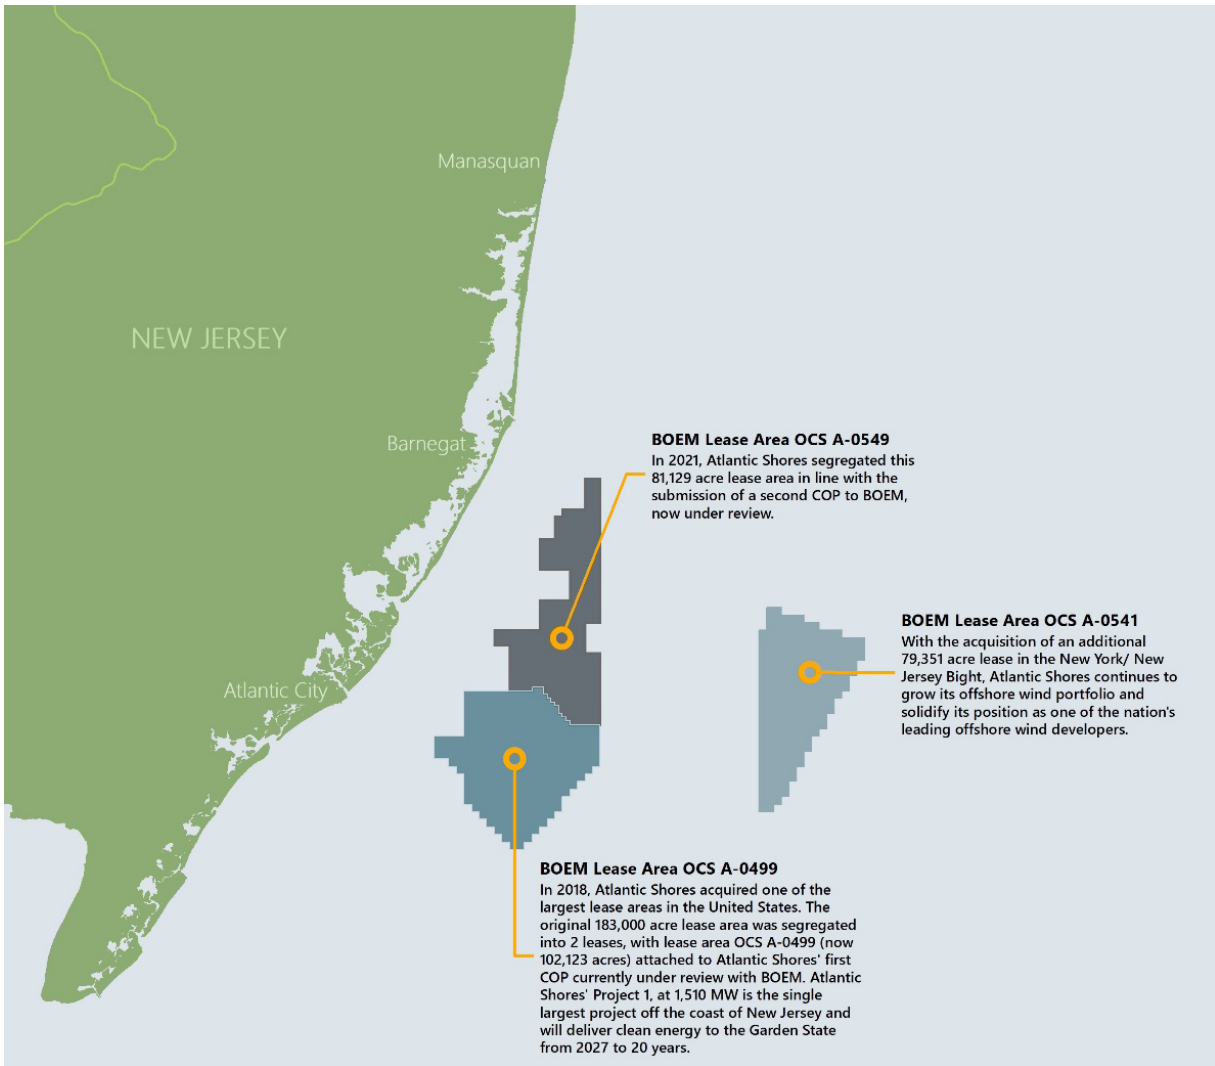 Manasquan
NEW JERSEY
Barnegat
BOEM Lease Area OCS A-0549
In 2021, Atlantic Shores segregated this
81,129 acre lease area in line with the
submission of a second COP to BOEM,
now under review.
BOEM Lease Area OCS A-0541
With the acquisition of an additional
79,351 acre lease in the New York/ New
Jersey Bight, Atlantic Shores continues to
grow its offshore wind portfolio and
solidify its position as one of the nation's
leading offshore wind developers.
Atlantic City
BOEM Lease Area OCS A-0499
In 2018, Atlantic Shores acquired one of the
largest lease areas in the United States. The
original 183,000 acre lease area was segregated
into 2 leases, with lease area OCS A-0499 (now
102,123 acres) attached to Atlantic Shores' first
COP currently under review with BOEM. Atlantic
Shores' Project 1, at 1,510 MW is the single
largest project off the coast of New Jersey and
will deliver clean energy to the Garden State
from 2027 to 20 years.